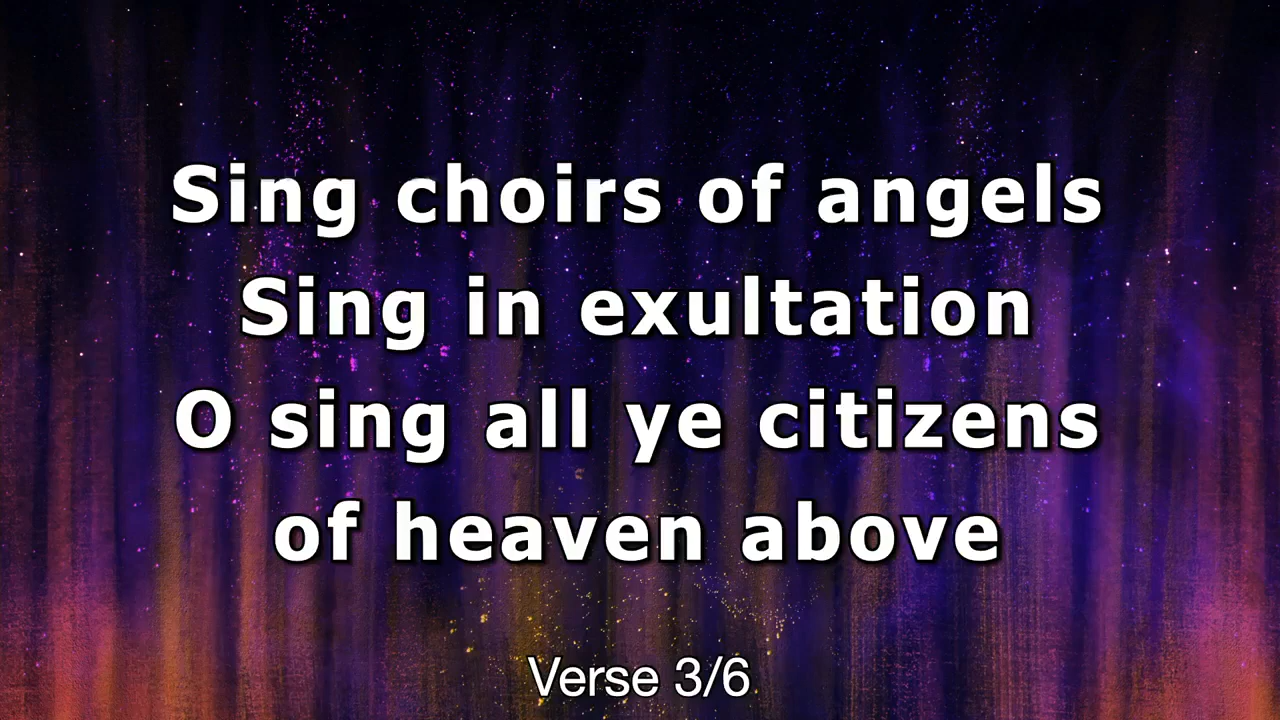 Sing choirs of angels
Sing in exultation
O sing all ye citizens
of heaven above
Verse 3/6